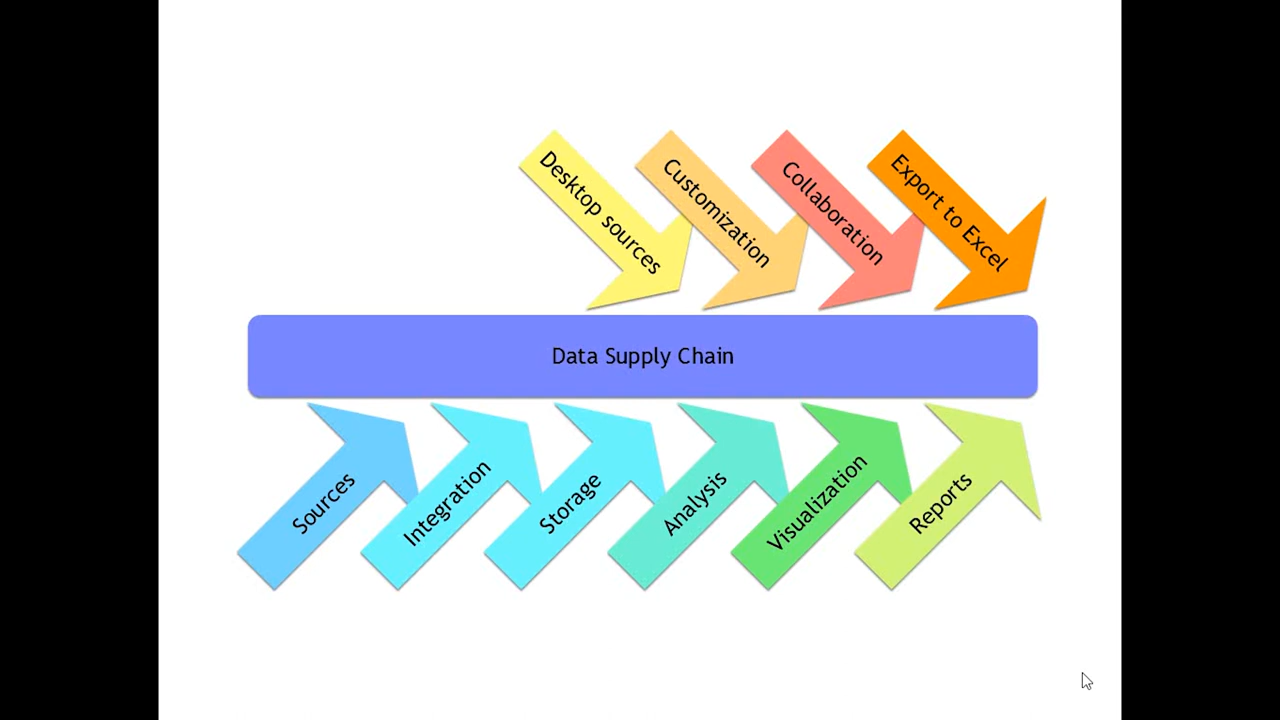 Desktop sources
Customization
Collaboration
Export to Excel
Data Supply Chain
Sources
Integration
Storage
Analysis
Visualization
Reports